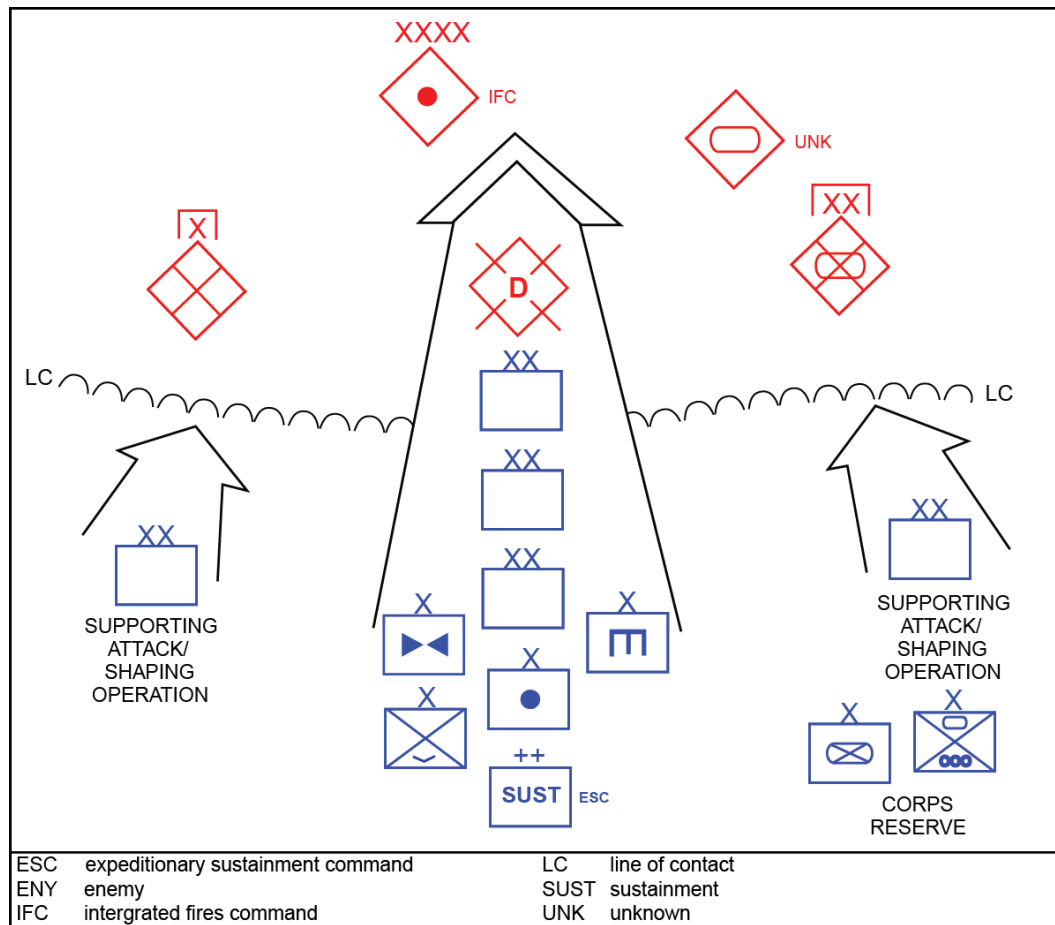 XXXX
IFC
UNK
XX
X
D
XX
LC
LC
XX
XX
XX
XX
X
X
SUPPORTING
ATTACK/
SHAPING
OPERATION
SUPPORTING
ATTACK/
SHAPING
OPERATION
X
X
X
X
++
SUST
ESC
CORPS
RESERVE
ESC expeditionary sustainment command
ENY enemy
IFC intergrated fires command
LC line of contact
SUST sustainment
UNK unknown